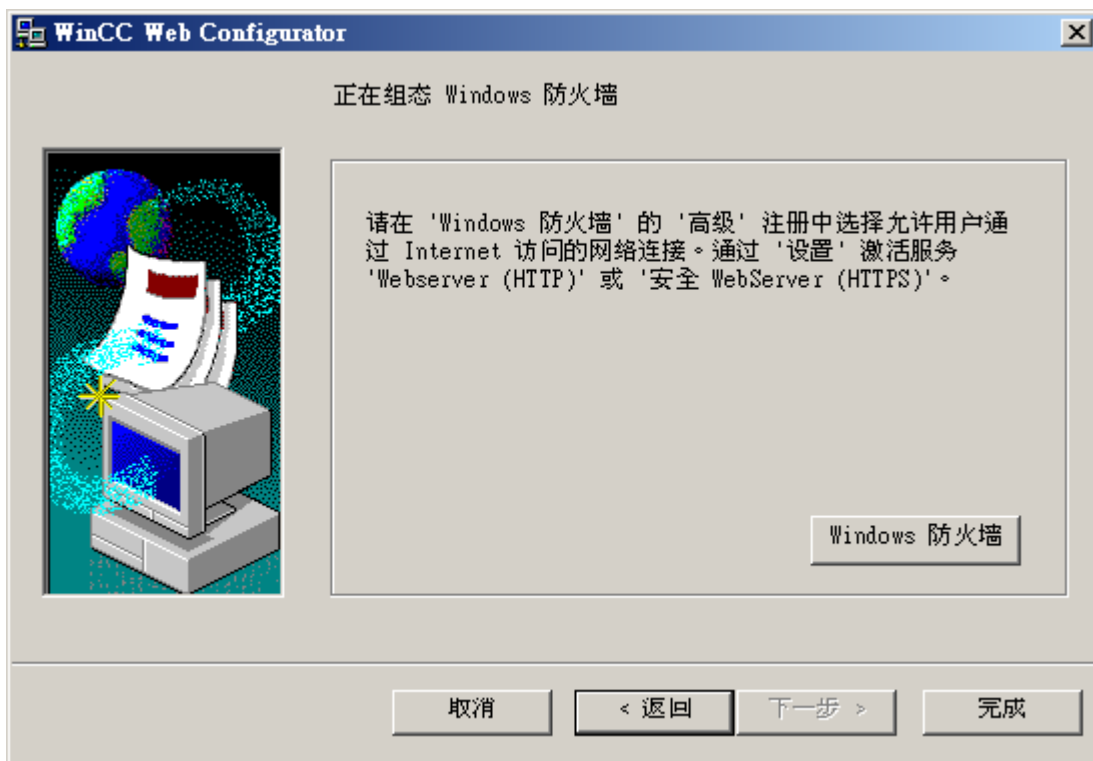 WinCC Web Configurator
正在组态 Windows 防火墙
请在 'Windows 防火墙' 的 '高级' 注册中选择允许用户通
过 Internet 访问的网络连接。通过 '设置' 激活服务
'Webserver (HTTP)' 或 '安全 WebServer (HTTPS)'。
Windows 防火墙
取消
< 返回
下一步 >
完成